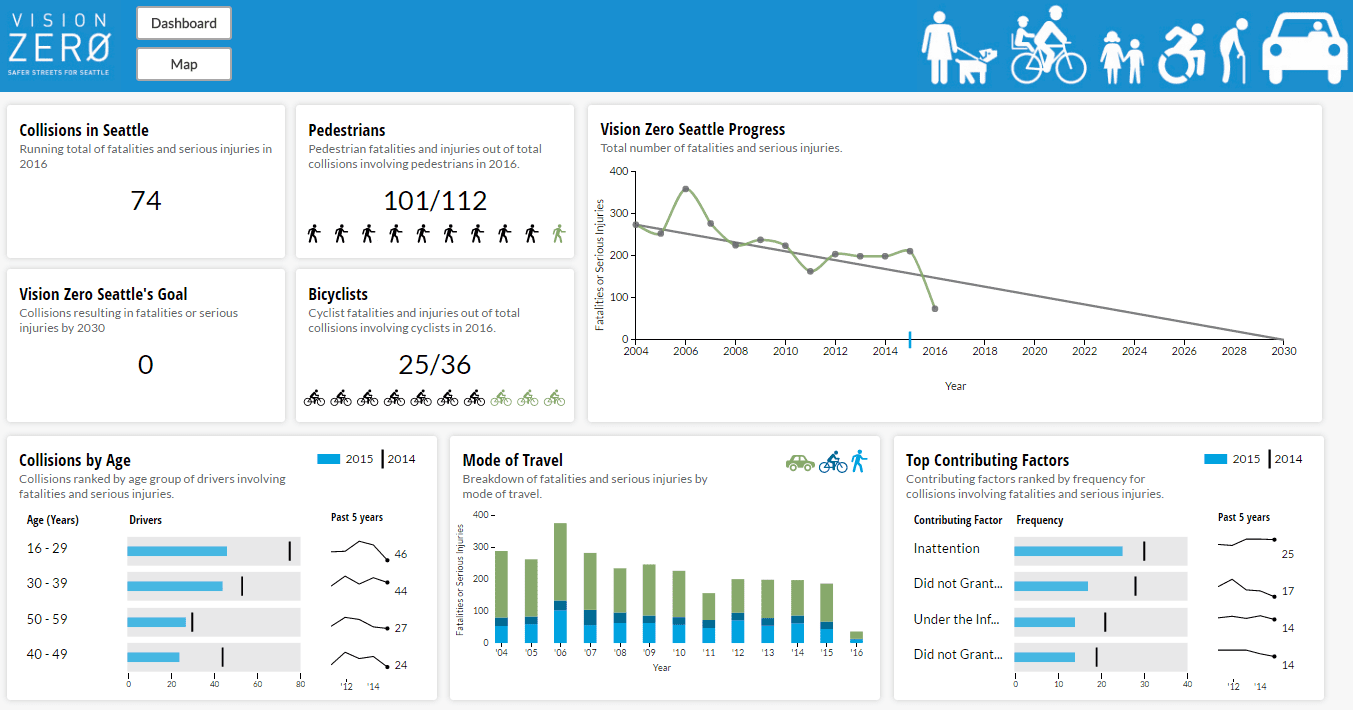 VISION
ZERØ
SAFER STREETS FOR SEATTLE
Dashboard
Map
Collisions in Seattle
Running total of fatalities and serious injuries in
2016
74
Pedestrians
Pedestrian fatalities and injuries out of total
collisions involving pedestrians in 2016.
101/112
Vision Zero Seattle's Goal
Collisions resulting in fatalities or serious
injuries by 2030
0
Bicyclists
Cyclist fatalities and injuries out of total
collisions involving cyclists in 2016.
25/36
Vision Zero Seattle Progress
Total number of fatalities and serious injuries.
Fatalities or Serious Injuries
400
300
200
100
0
2004 2006 2008 2010 2012 2014 2016 2018 2020 2022 2024 2026 2028 2030
Year
Collisions by Age
2015 2014
Collisions ranked by age group of drivers involving
fatalities and serious injuries.
Age (Years) Drivers Past 5 years
16 - 29 46
30 - 39 44
50 - 59 27
40 - 49 24
0 20 40 60 80 '12 '14
Mode of Travel
Breakdown of fatalities and serious injuries by
mode of travel.
Fatalities or Serious Injuries
400
300
200
100
0
'04 '05 '06 '07 '08 '09 '10 '11 '12 '13 '14 '15 '16
Year
Top Contributing Factors
2015 2014
Contributing factors ranked by frequency for
collisions involving fatalities and serious injuries.
Contributing Factor Frequency Past 5 years
Inattention 25
Did not Grant... 17
Under the Inf... 14
Did not Grant... 14
0 10 20 30 40 '12 '14